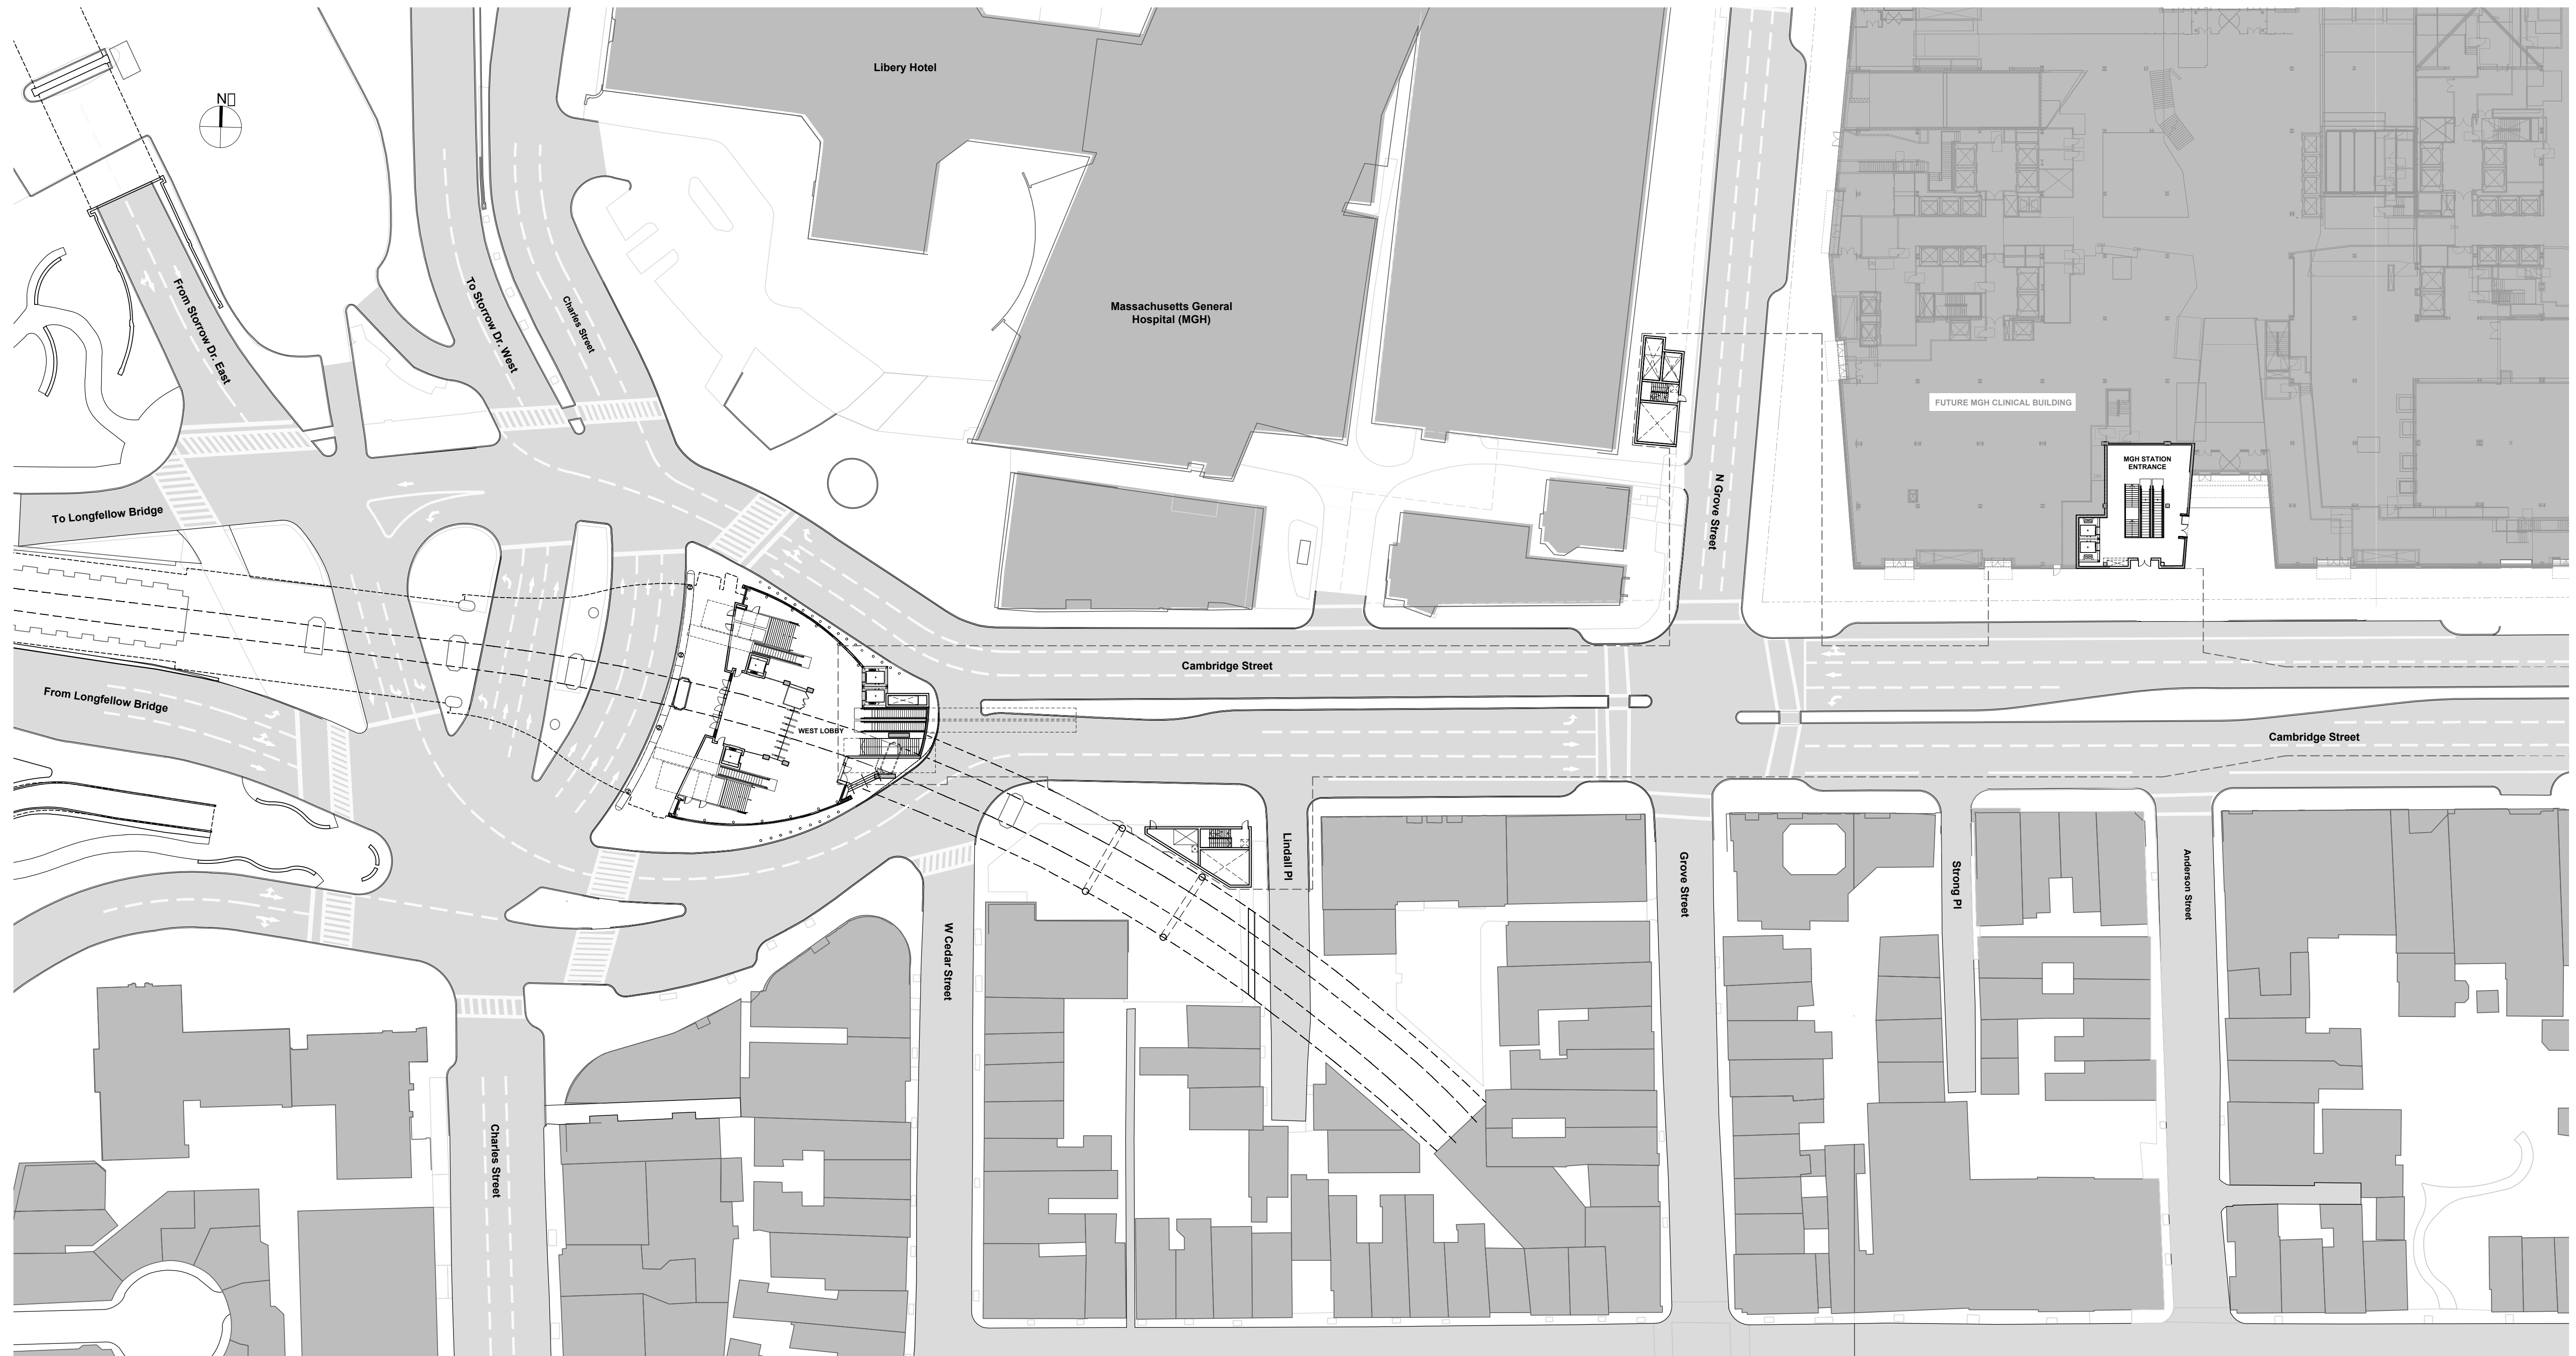 Libery Hotel
N
Massachusetts General
Hospital (MGH)
From Storrow Dr. East
To Storrow Dr. West
Charles Street
FUTURE MGH CLINICAL BUILDING
MGH STATION
ENTRANCE
N Grove Street
To Longfellow Bridge
From Longfellow Bridge
WEST LOBBY
Cambridge Street
Cambridge Street
Lindall Pl
Grove Street
Strong Pl
Anderson Street
W Cedar Street
Charles Street